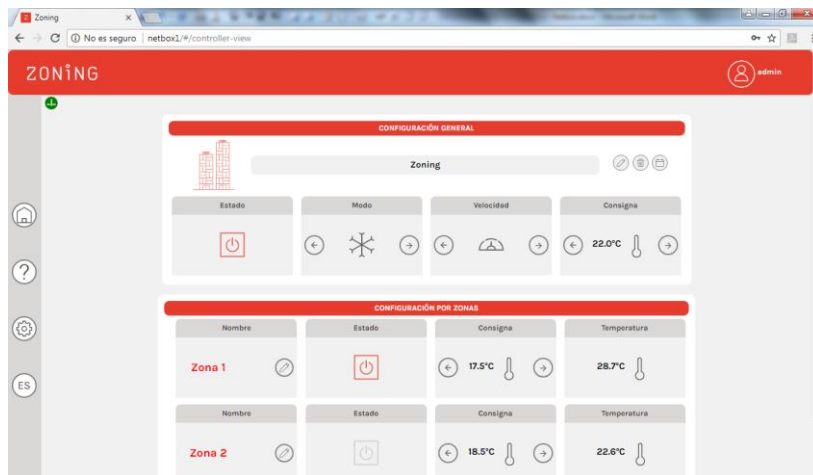 Zoning
No es seguro | netbox1/#/controller-view
ZONiNG
admin
CONFIGURACIÓN GENERAL
Zoning
Estado Modo Velocidad Consigna
22.0°C
CONFIGURACIÓN POR ZONAS
Nombre Estado Consigna Temperatura
Zona 1 17.5°C 28.7°C
Nombre Estado Consigna Temperatura
Zona 2 18.5°C 22.6°C
?
ES